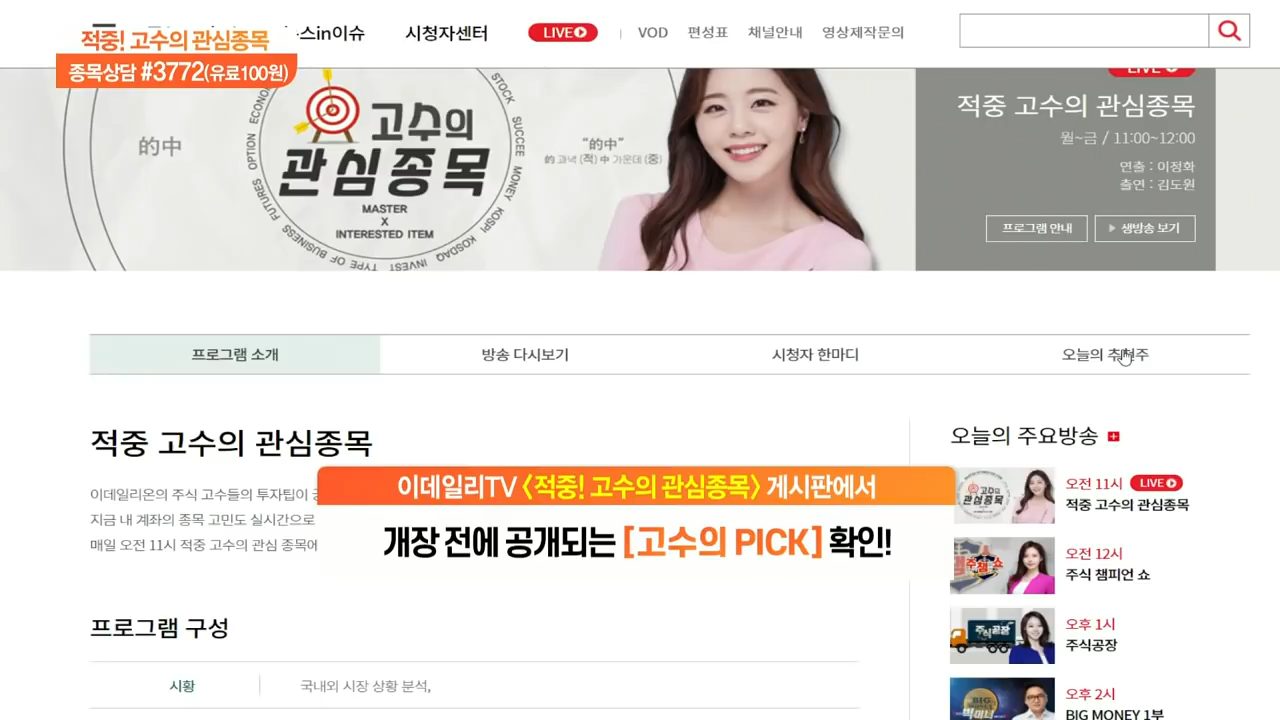 적중! 고수의 관심종목
종목상담 #3772(유료100원)
스in이슈
시청자센터
LIVE
VOD
편성표
채널안내
영상제작문의
的中
고수의
관심종목
MASTER
X
INTERESTED ITEM
STOCK SUCCEE MONEY KOSPI KOSDAQ INVEST TYPE OF BUSINESS FUTURES OPTION
"的中"
的 과녁 (적) 中 가운데 (중)
LIVE
적중 고수의 관심종목
월~금 / 11:00~12:00
연출 : 이정화
출연 : 김도원
프로그램 안내
생방송 보기
프로그램 소개
방송 다시보기
시청자 한마디
오늘의
적중 고수의 관심종목
이데일리온의 주식 고수들의 투자팁이
지금 내 계좌의 종목 고민도 실시간으로
매일 오전 11시 적중 고수의 관심 종목에
이데일리TV <적중! 고수의 관심종목> 게시판에서
개장 전에 공개되는 [고수의 PICK] 확인!
프로그램 구성
시황
국내외 시장 상황 분석,
오늘의 주요방송
오전 11시 LIVE
적중 고수의 관심종목
오전 12시
주식 챔피언 쇼
오후 1시
주식공장
오후 2시
BIG MONEY 1부